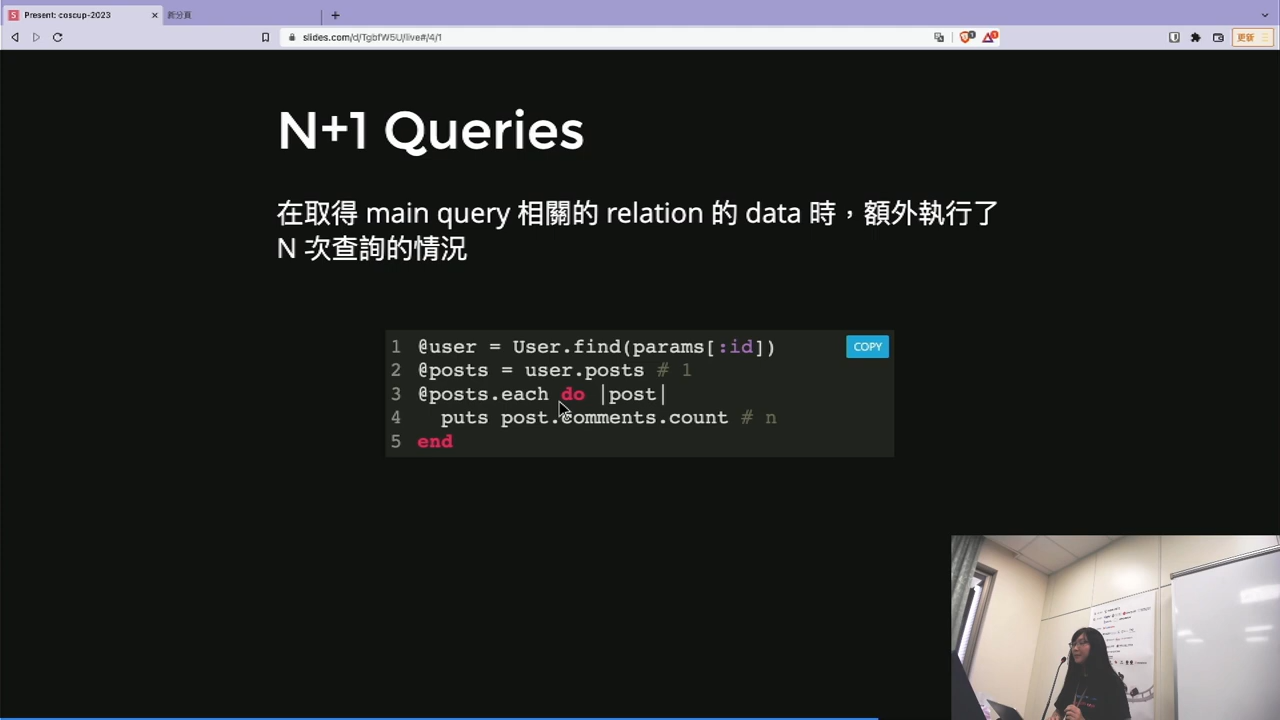 Present: coscup-2023
新分頁
slides.com/d/TgbfW5U/live#/4/1
更新
N+1 Queries
在取得 main query 相關的 relation 的 data 時，額外執行了
N 次查詢的情況
1 @user = User.find(params[:id])
COPY
2 @posts = user.posts # 1
3 @posts.each do |post|
4 puts post.comments.count # n
5 end